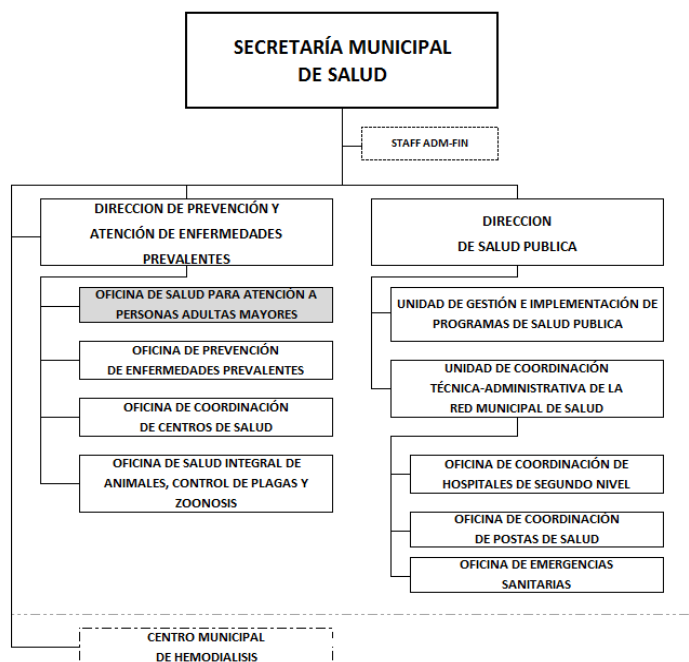 SECRETARÍA MUNICIPAL
DE SALUD
STAFF ADM-FIN
DIRECCION DE PREVENCIÓN Y
ATENCIÓN DE ENFERMEDADES
PREVALENTES
OFICINA DE SALUD PARA ATENCIÓN A
PERSONAS ADULTAS MAYORES
OFICINA DE PREVENCIÓN
DE ENFERMEDADES PREVALENTES
OFICINA DE COORDINACIÓN
DE CENTROS DE SALUD
OFICINA DE SALUD INTEGRAL DE
ANIMALES, CONTROL DE PLAGAS Y
ZOONOSIS
DIRECCION
DE SALUD PUBLICA
UNIDAD DE GESTIÓN E IMPLEMENTACIÓN DE
PROGRAMAS DE SALUD PUBLICA
UNIDAD DE COORDINACIÓN
TÉCNICA-ADMINISTRATIVA DE LA
RED MUNICIPAL DE SALUD
OFICINA DE COORDINACIÓN DE
HOSPITALES DE SEGUNDO NIVEL
OFICINA DE COORDINACIÓN
DE POSTAS DE SALUD
OFICINA DE EMERGENCIAS
SANITARIAS
CENTRO MUNICIPAL
DE HEMODIALISIS